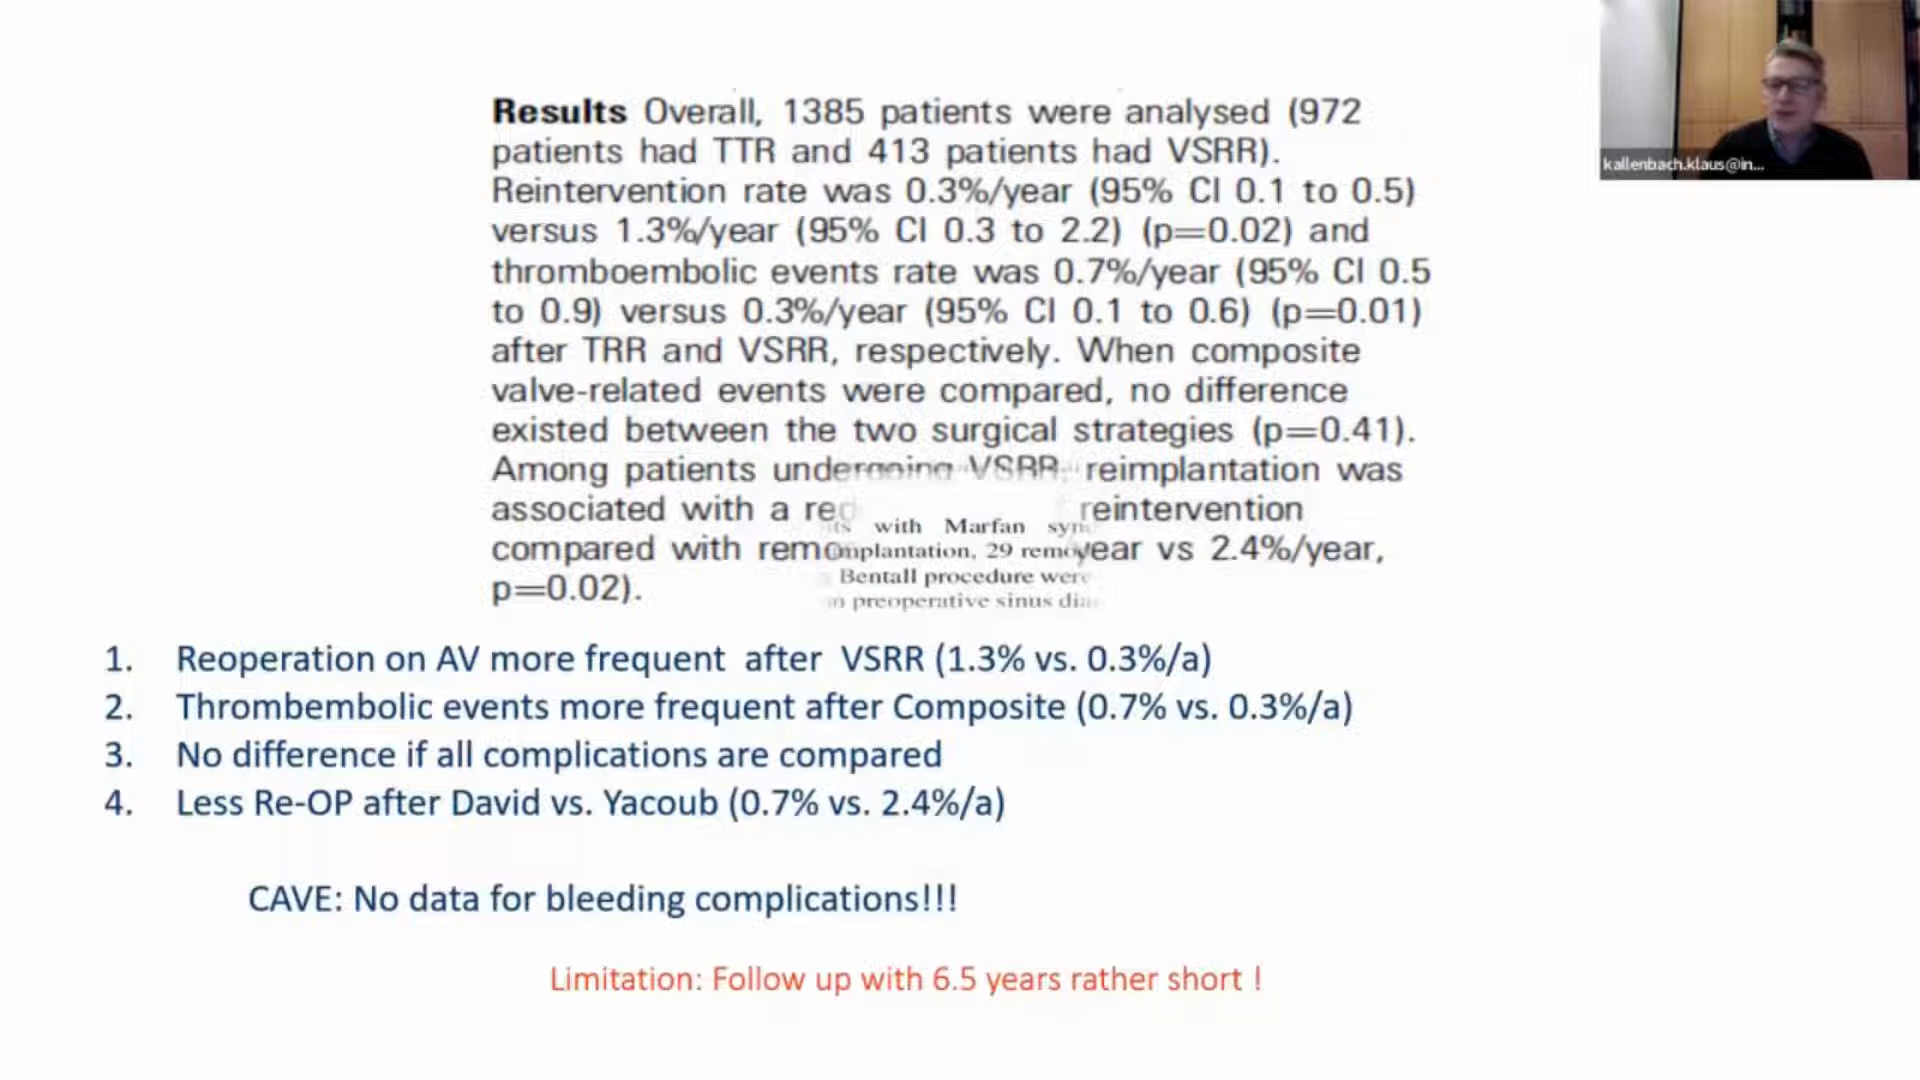 Results Overall, 1385 patients were analysed (972
patients had TTR and 413 patients had VSRR).
Reintervention rate was 0.3%/year (95% CI 0.1 to 0.5)
versus 1.3%/year (95% CI 0.3 to 2.2) (p=0.02) and
thromboembolic events rate was 0.7%/year (95% CI 0.5
to 0.9) versus 0.3%/year (95% CI 0.1 to 0.6) (p=0.01)
after TRR and VSRR, respectively. When composite
valve-related events were compared, no difference
existed between the two surgical strategies (p=0.41).
Among patients undergoing VSRR, reimplantation was
associated with a reintervention
with Marfan
compared with year vs 2.4%/year,
29
Bentall procedure were
p=0.02).
preoperative sinus
1. Reoperation on AV more frequent after VSRR (1.3% vs. 0.3%/a)
2. Thrombembolic events more frequent after Composite (0.7% vs. 0.3%/a)
3. No difference if all complications are compared
4. Less Re-OP after David vs. Yacoub (0.7% vs. 2.4%/a)
CAVE: No data for bleeding complications!!!
Limitation: Follow up with 6.5 years rather short !
kallenbach.klaus@in...